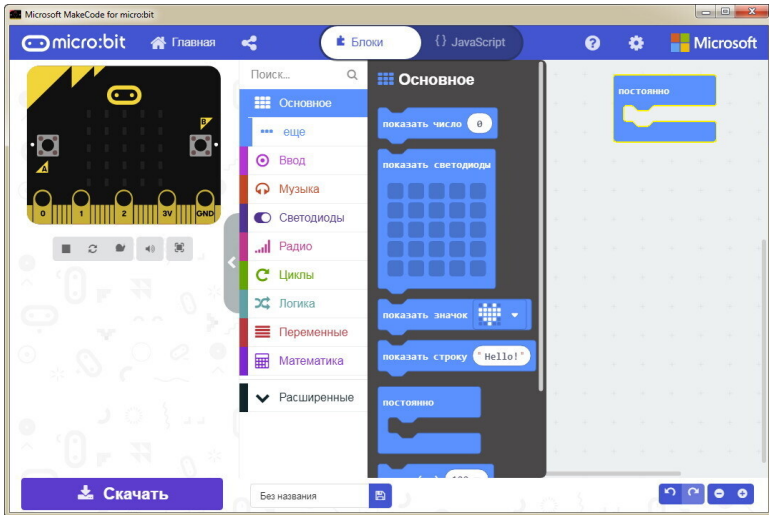 Microsoft MakeCode for micro:bit
micro:bit
Главная
Блоки
{} JavaScript
?
Microsoft
Поиск...
Основное
еще
Ввод
Музыка
Светодиоды
Радио
Циклы
Логика
Переменные
Математика
Расширенные
Основное
показать число 0
показать светодиоды
показать значок
показать строку "Hello!"
постоянно
постоянно
A
B
0 1 2 3V GND
Скачать
Без названия